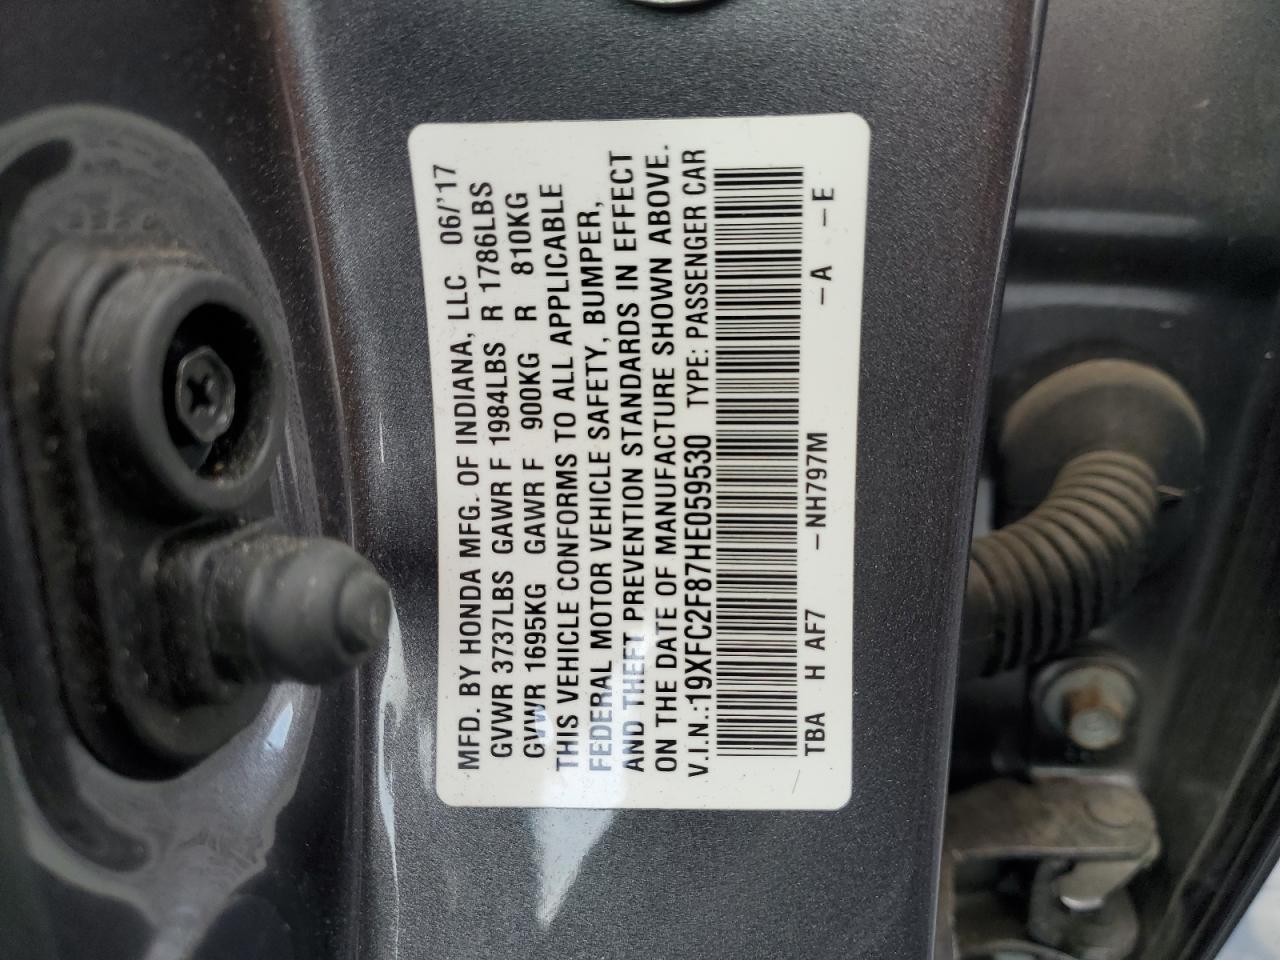 MFD. BY HONDA MFG. OF INDIANA, LLC 06/'17
GVWR 3737LBS GAWR F 1984LBS R 1786LBS
GVWR 1695KG GAWR F 900KG R 810KG
THIS VEHICLE CONFORMS TO ALL APPLICABLE
FEDERAL MOTOR VEHICLE SAFETY, BUMPER,
AND THEFT PREVENTION STANDARDS IN EFFECT
ON THE DATE OF MANUFACTURE SHOWN ABOVE.
V.I.N.:19XFC2F87HE059530 TYPE: PASSENGER CAR
TBA H AF7 -NH797M -A -E